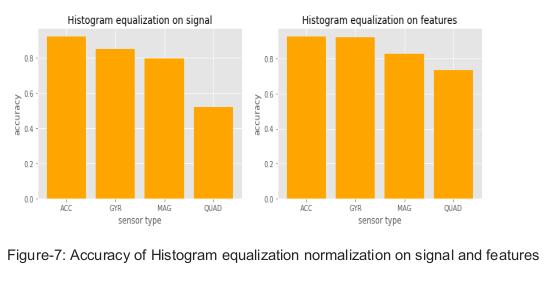 Histogram equalization on signal
0.8
0.6
0.4
0.2
0.0
accuracy
ACC GYR MAG QUAD
sensor type
Histogram equalization on features
0.8
0.6
0.4
0.2
0.0
accuracy
ACC GYR MAG QUAD
sensor type
Figure-7: Accuracy of Histogram equalization normalization on signal and features